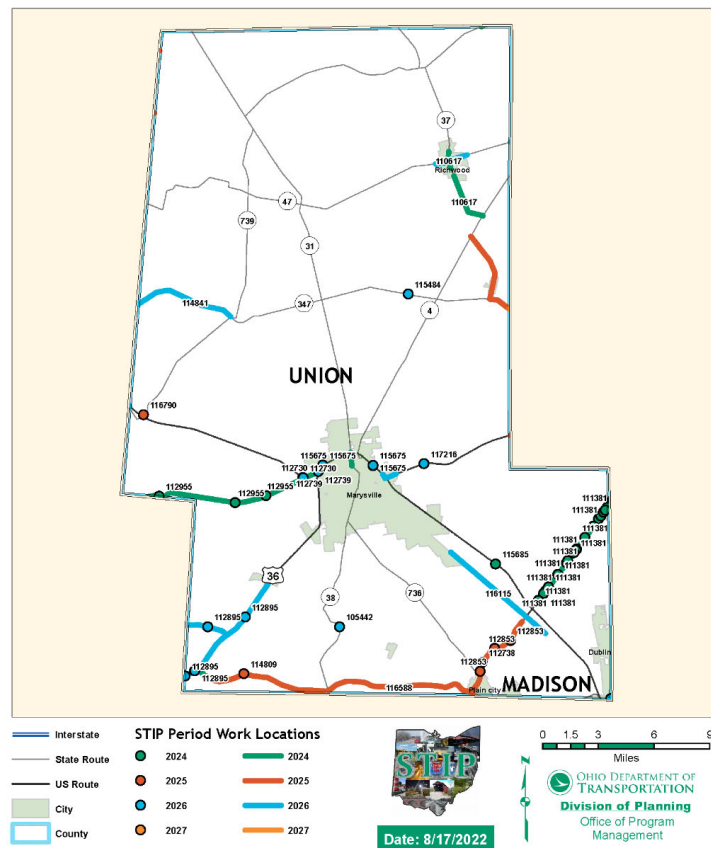 37
110617
Richwood
110617
47
739
31
115484
114841
347
4
UNION
116790
115675 115675 115675 117216
112730 112730 115675
112739 112739
Marysville
112955 112955 112955
111381
111381
111381
111381
111381
111381
111381
111381
111381
111381
111381
115685
36
116115
38
736
112895
112895
105442
112853
112853
112738
Dublin
112895
112895
114809
112853
116588
Plain city
MADISON
Interstate
State Route
US Route
City
County
STIP Period Work Locations
2024 2024
2025 2025
2026 2026
2027 2027
STIP
Date: 8/17/2022
0 1.5 3 6 9
Miles
N
OHIO DEPARTMENT OF
TRANSPORTATION
Division of Planning
Office of Program
Management